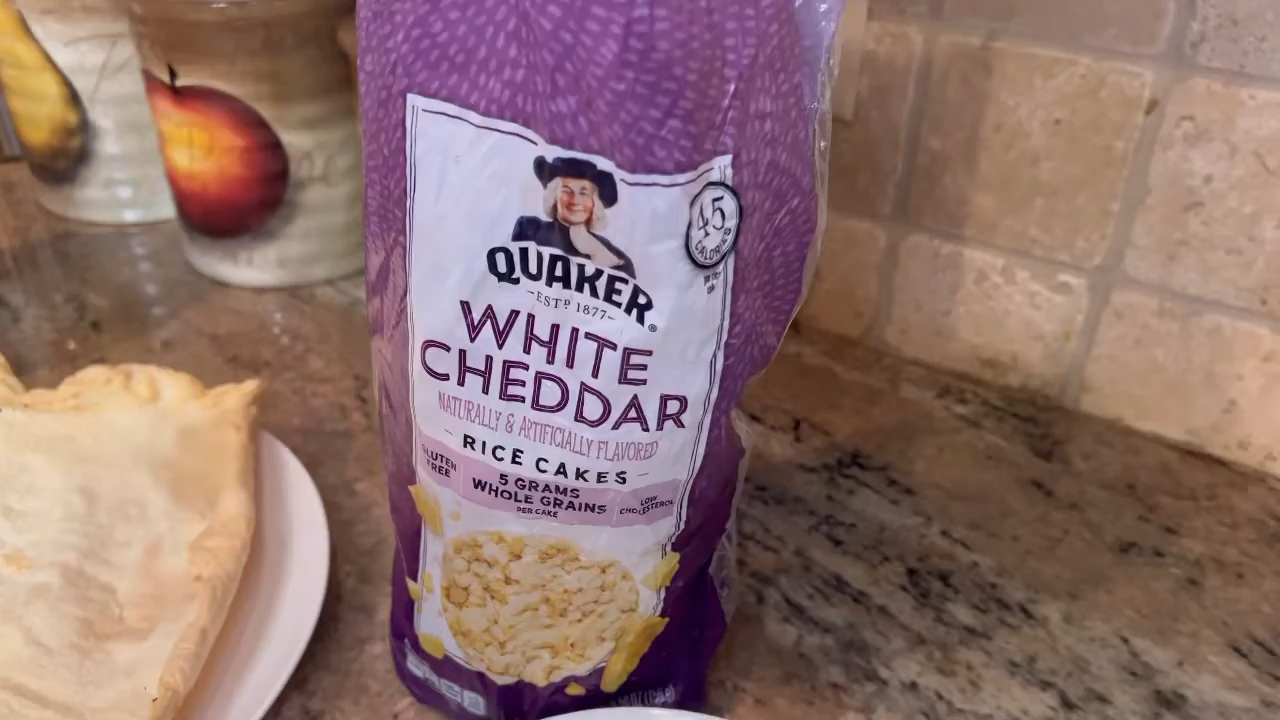 45
CALORIES
QUAKER®
EST? 1877
WHITE
CHEDDAR
NATURALLY & ARTIFICIALLY FLAVORED
RICE CAKES
GLUTEN
FREE
5 GRAMS
WHOLE GRAINS
PER CAKE
LOW
CHOLESTEROL